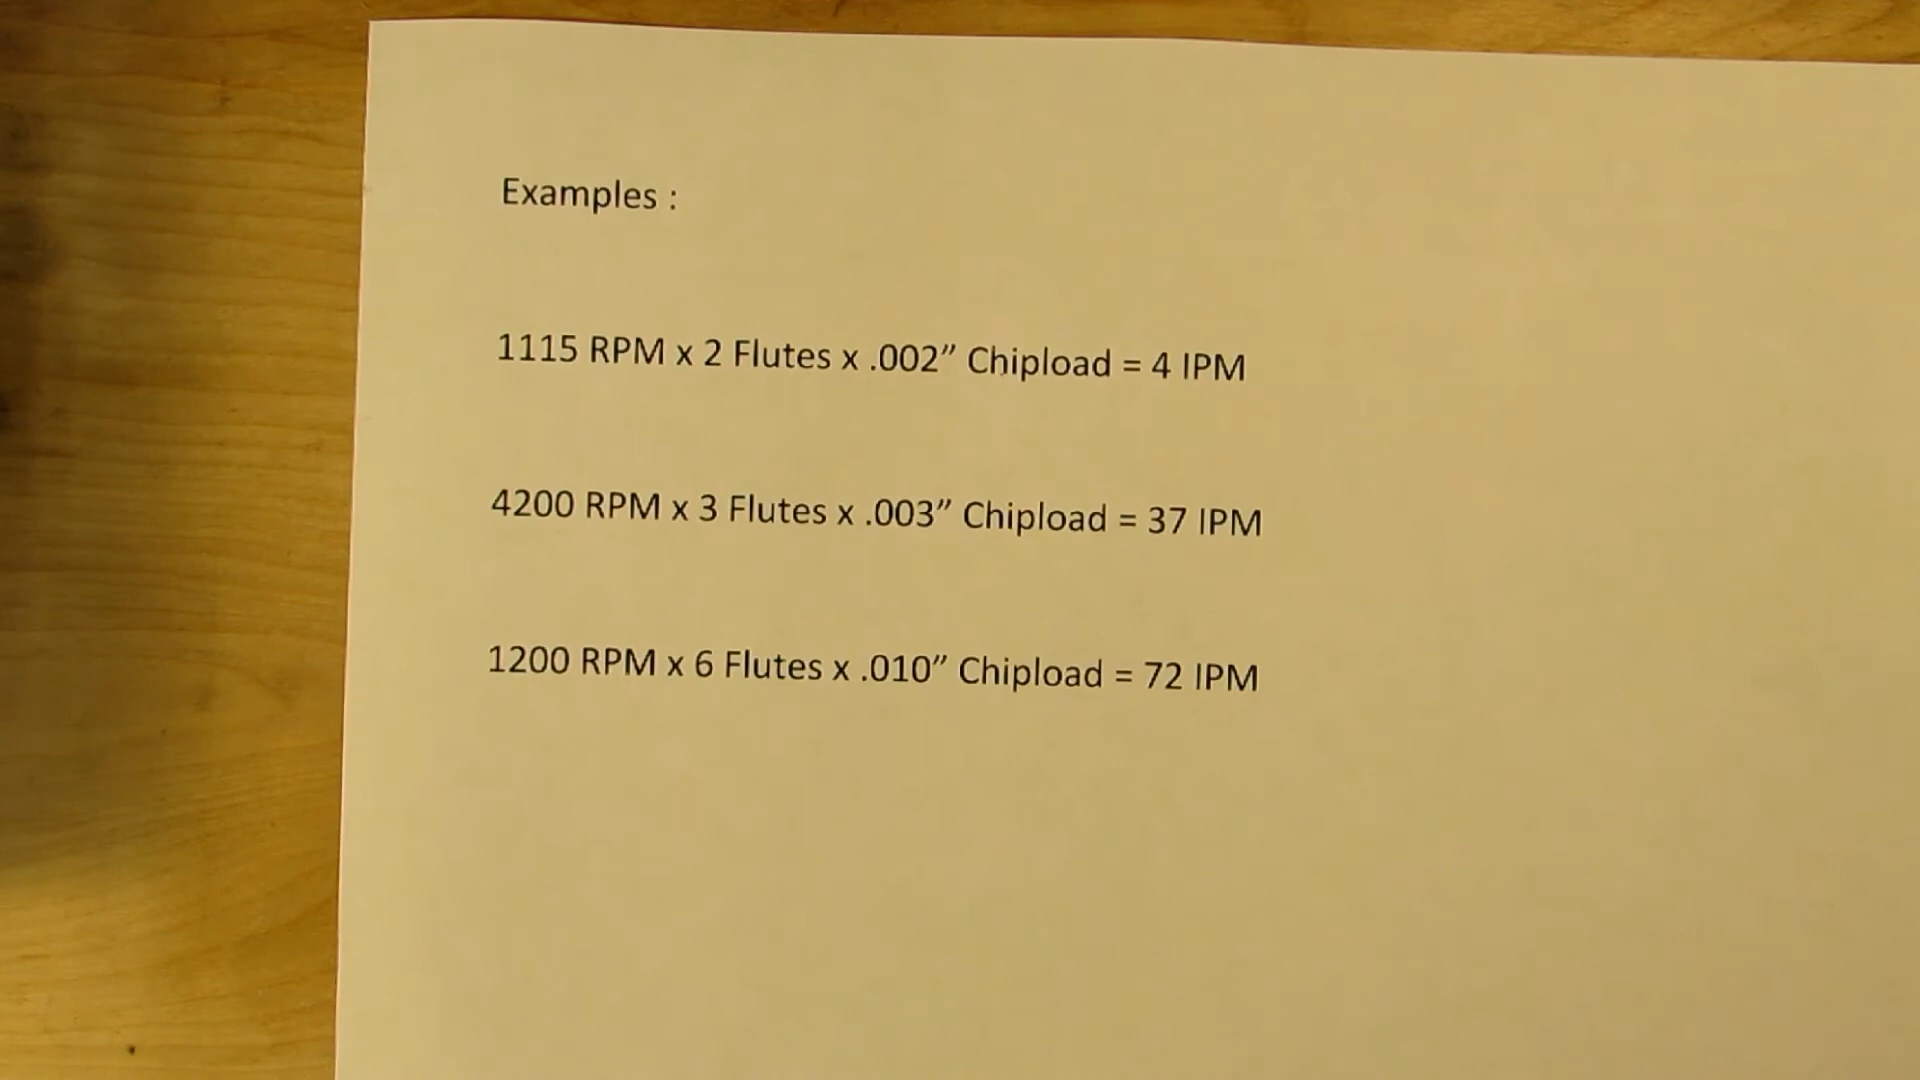 Examples :
1115 RPM x 2 Flutes x .002” Chipload = 4 IPM
4200 RPM x 3 Flutes x .003” Chipload = 37 IPM
1200 RPM x 6 Flutes x .010” Chipload = 72 IPM